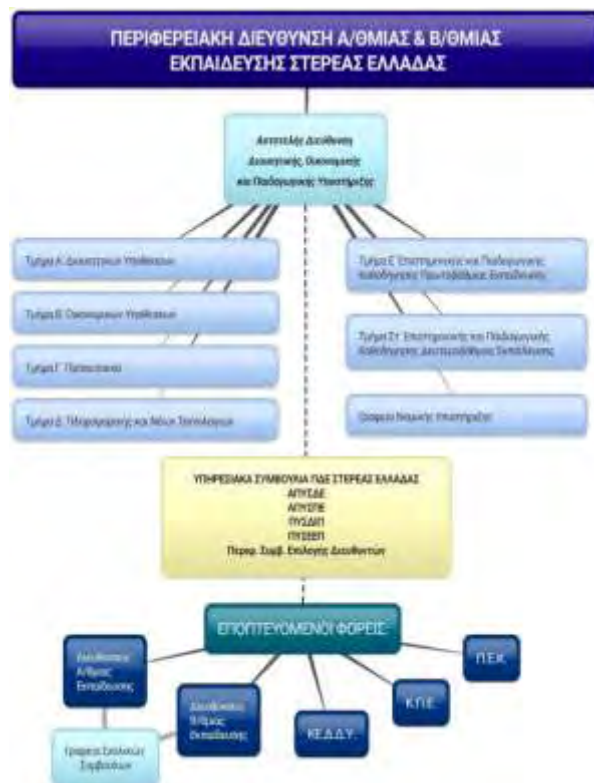 ΠΕΡΙΦΕΡΕΙΑΚΗ ΔΙΕΥΘΥΝΣΗ Α/ΘΜΙΑΣ & Β/ΘΜΙΑΣ
ΕΚΠΑΙΔΕΥΣΗΣ ΣΤΕΡΕΑΣ ΕΛΛΑΔΑΣ
Αυτοτελής Διεύθυνση
Διοικητικής, Οικονομικής
και Παιδαγωγικής Υποστήριξης
Τμήμα Α: Διοικητικών Υποθέσεων
Τμήμα Β: Οικονομικών Υποθέσεων
Τμήμα Γ: Προσωπικού
Τμήμα Δ: Πληροφορικής και Νέων Τεχνολογιών
Τμήμα Ε: Επιστημονικής και Παιδαγωγικής
Καθοδήγησης Πρωτοβάθμιας Εκπαίδευσης
Τμήμα Στ: Επιστημονικής και Παιδαγωγικής
Καθοδήγησης Δευτεροβάθμιας Εκπαίδευσης
Γραφείο Νομικής Υποστήριξης
ΥΠΗΡΕΣΙΑΚΑ ΣΥΜΒΟΥΛΙΑ ΠΔΕ ΣΤΕΡΕΑΣ ΕΛΛΑΔΑΣ
ΑΠΥΣΔΕ
ΑΠΥΣΠΕ
ΠΥΣΔΙΠ
ΠΥΣΕΕΠ
Περιφ. Συμβ. Επιλογής Διευθυντών
ΕΠΟΠΤΕΥΟΜΕΝΟΙ ΦΟΡΕΙΣ
Διευθύνσεις
Α/θμιας
Εκπαίδευσης
Διευθύνσεις
Β/θμιας
Εκπαίδευσης
ΚΕ.Δ.Δ.Υ.
Κ.Π.Ε.
Π.Ε.Κ.
Γραφεία Σχολικών
Συμβούλων